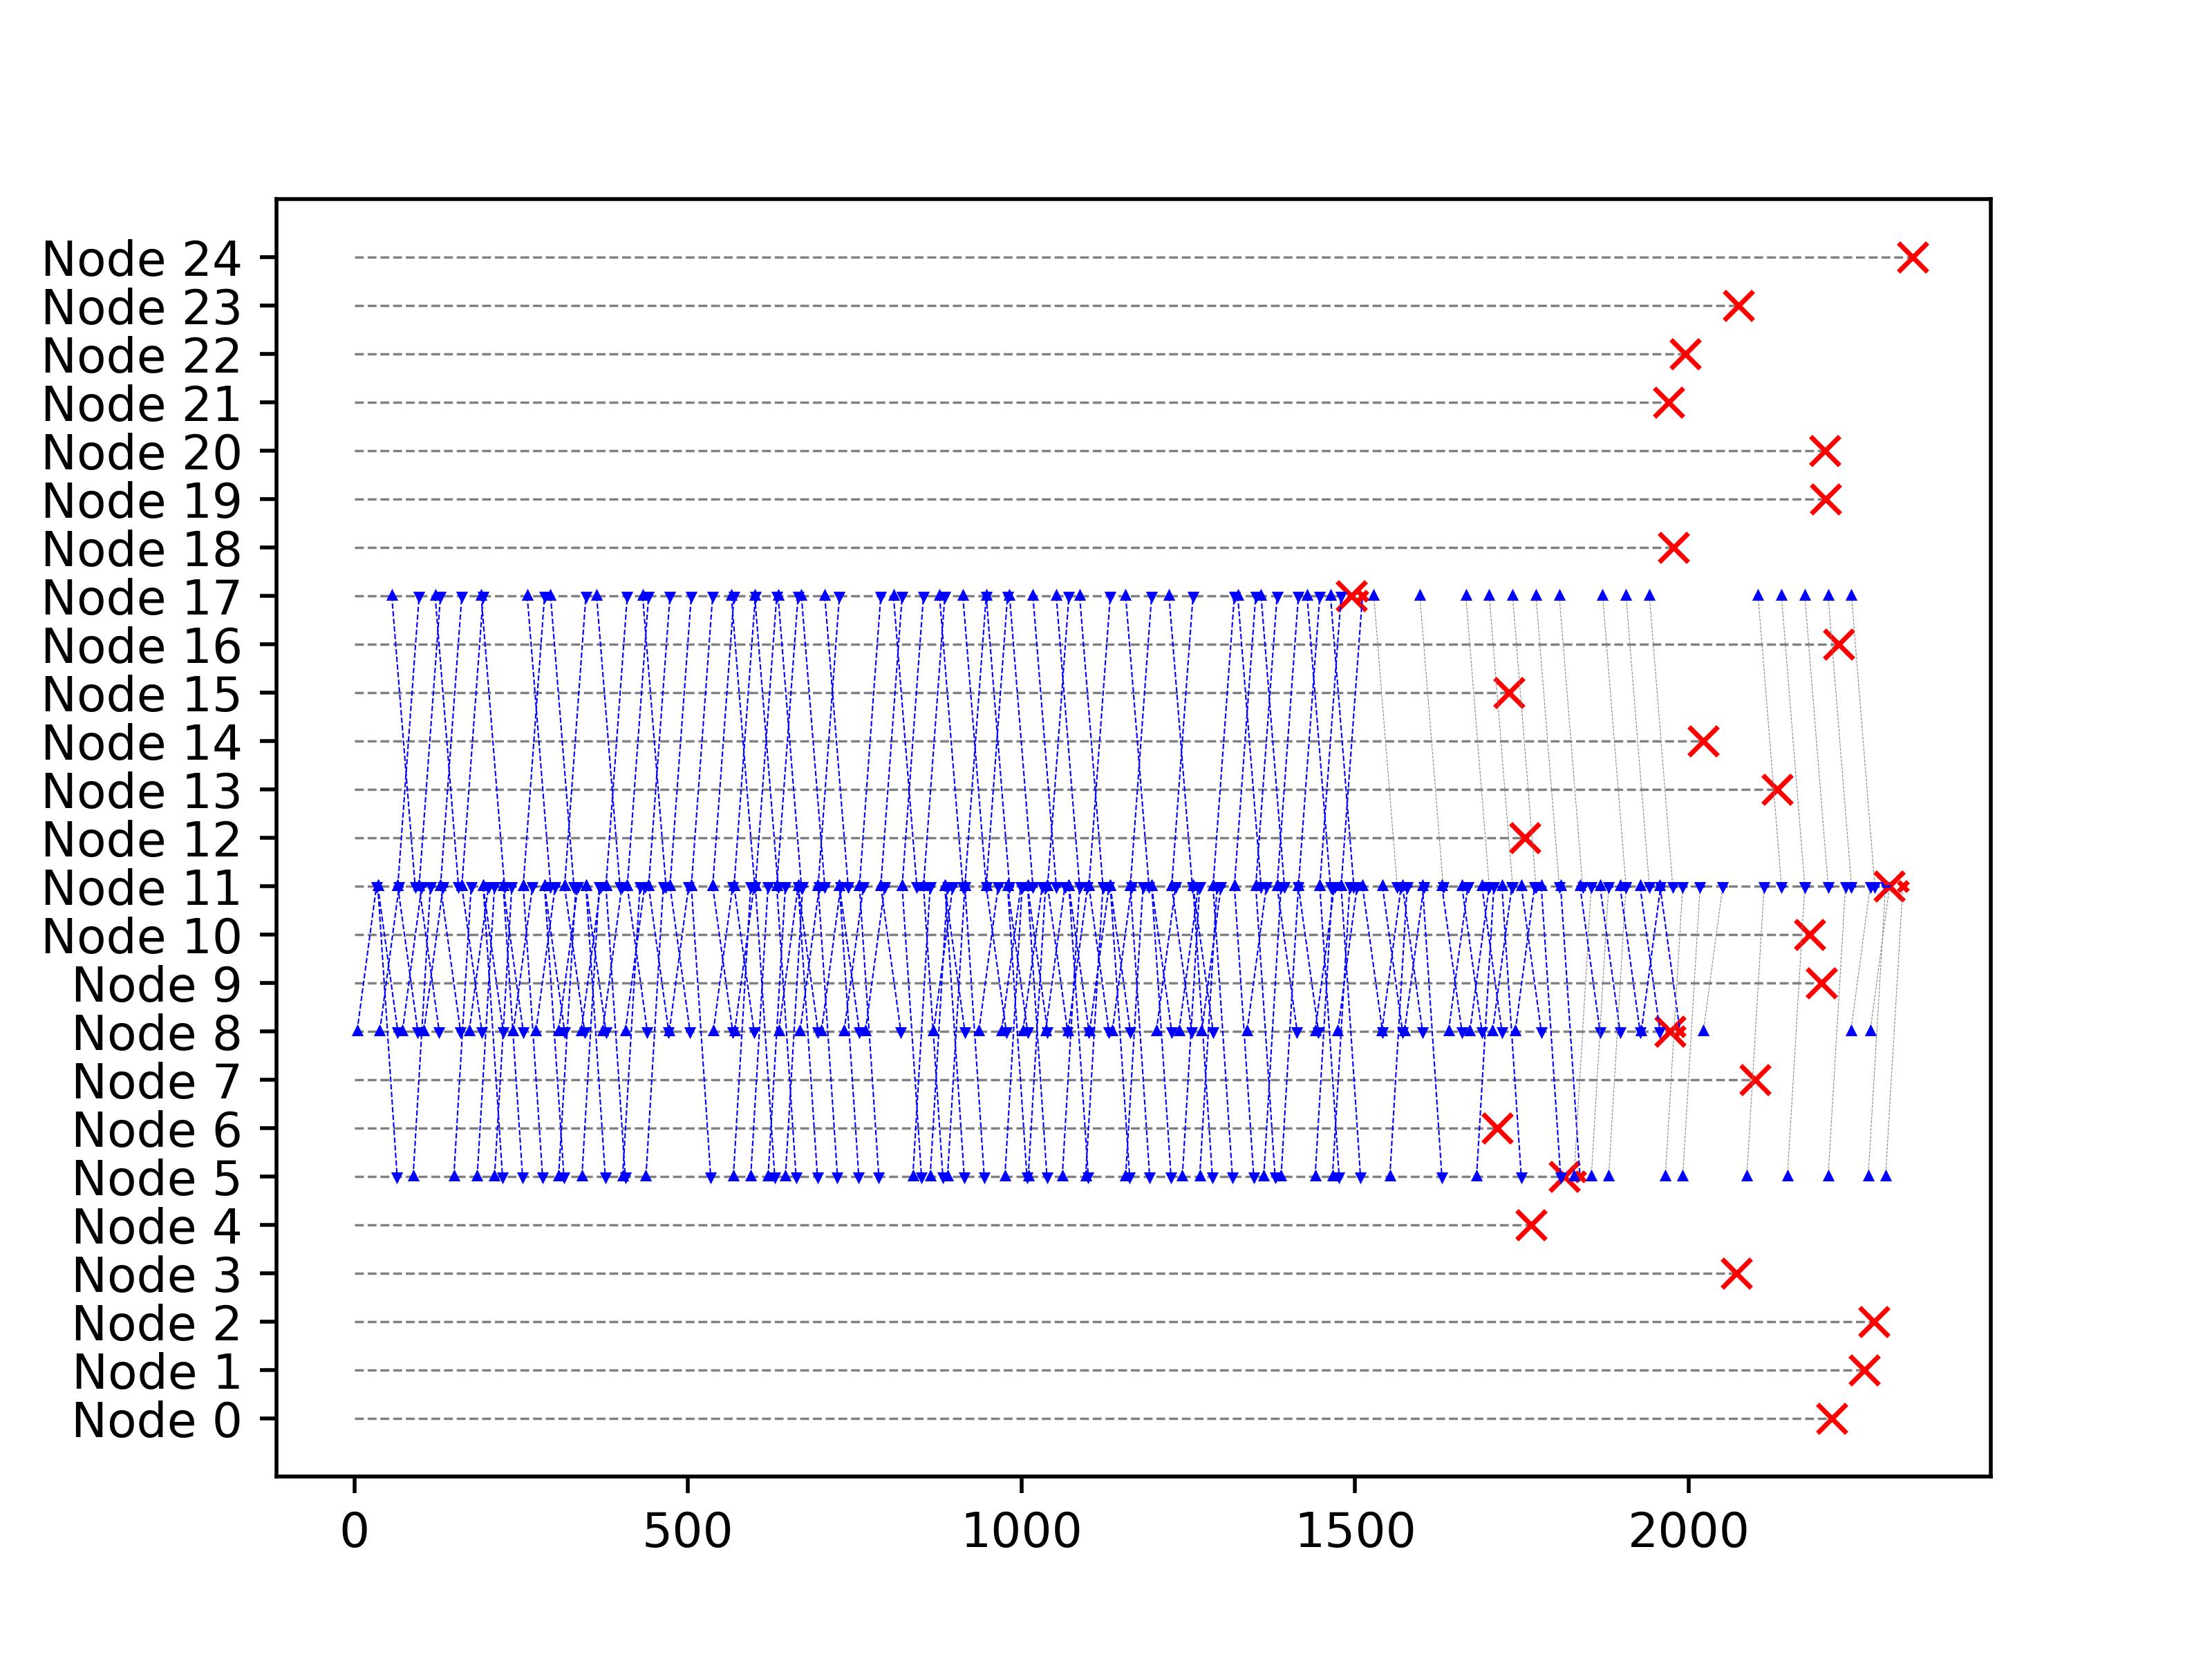 Node 24
Node 23
Node 22
Node 21
Node 20
Node 19
Node 18
Node 17
Node 16
Node 15
Node 14
Node 13
Node 12
Node 11
Node 10
Node 9
Node 8
Node 7
Node 6
Node 5
Node 4
Node 3
Node 2
Node 1
Node 0
0 500 1000 1500 2000